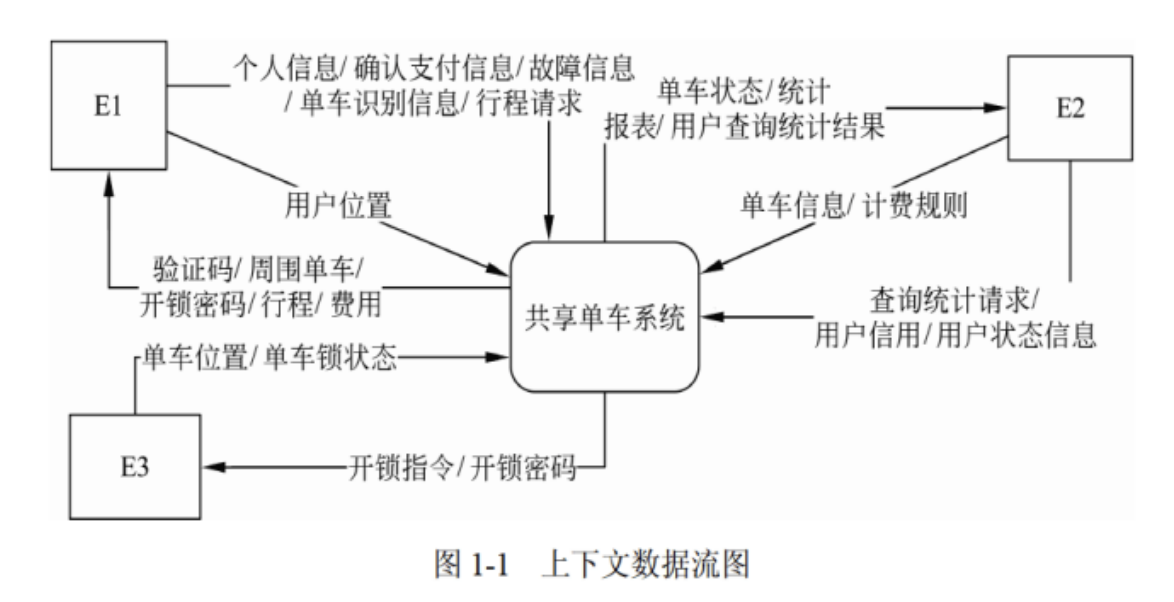 E1
个人信息/ 确认支付信息/ 故障信息
/ 单车识别信息/ 行程请求
单车状态/ 统计
报表/ 用户查询统计结果
E2
用户位置
单车信息/ 计费规则
验证码/ 周围单车/
开锁密码/ 行程/ 费用
共享单车系统
查询统计请求/
用户信用/ 用户状态信息
单车位置/ 单车锁状态
E3
开锁指令/ 开锁密码
图 1-1 上下文数据流图